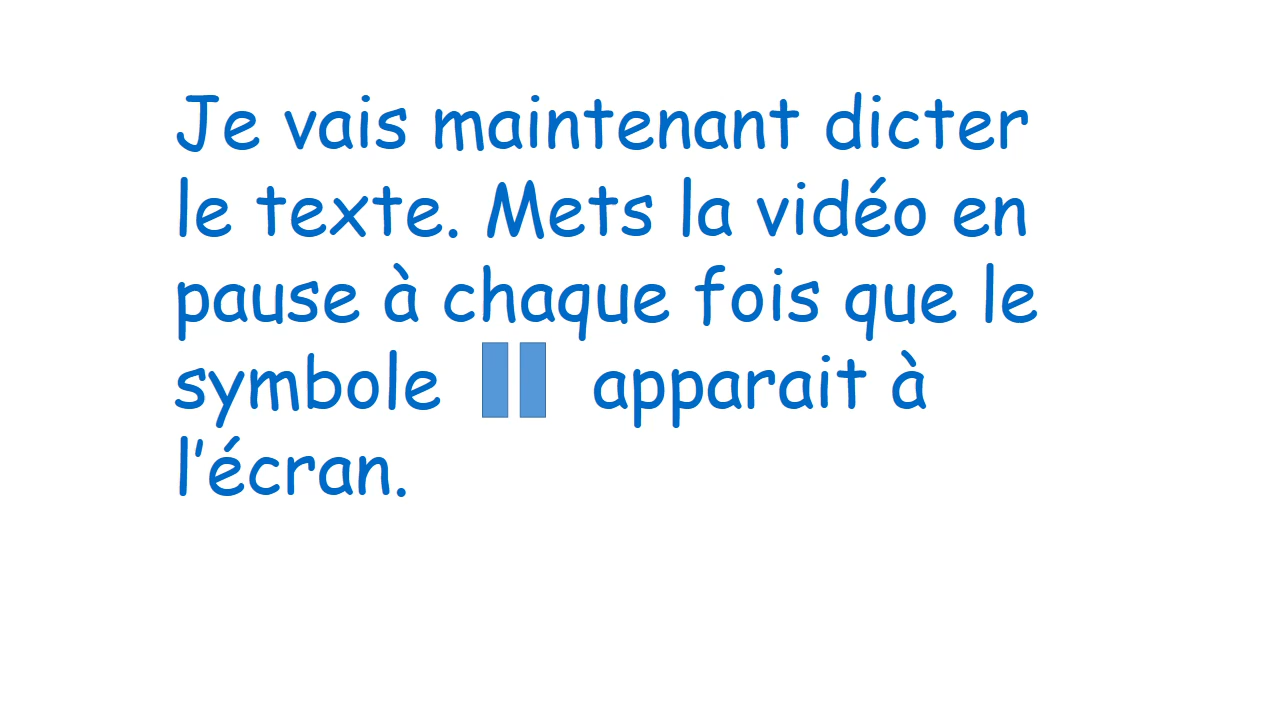 Je vais maintenant dicter
le texte. Mets la vidéo en
pause à chaque fois que le
symbole apparait à
l’écran.